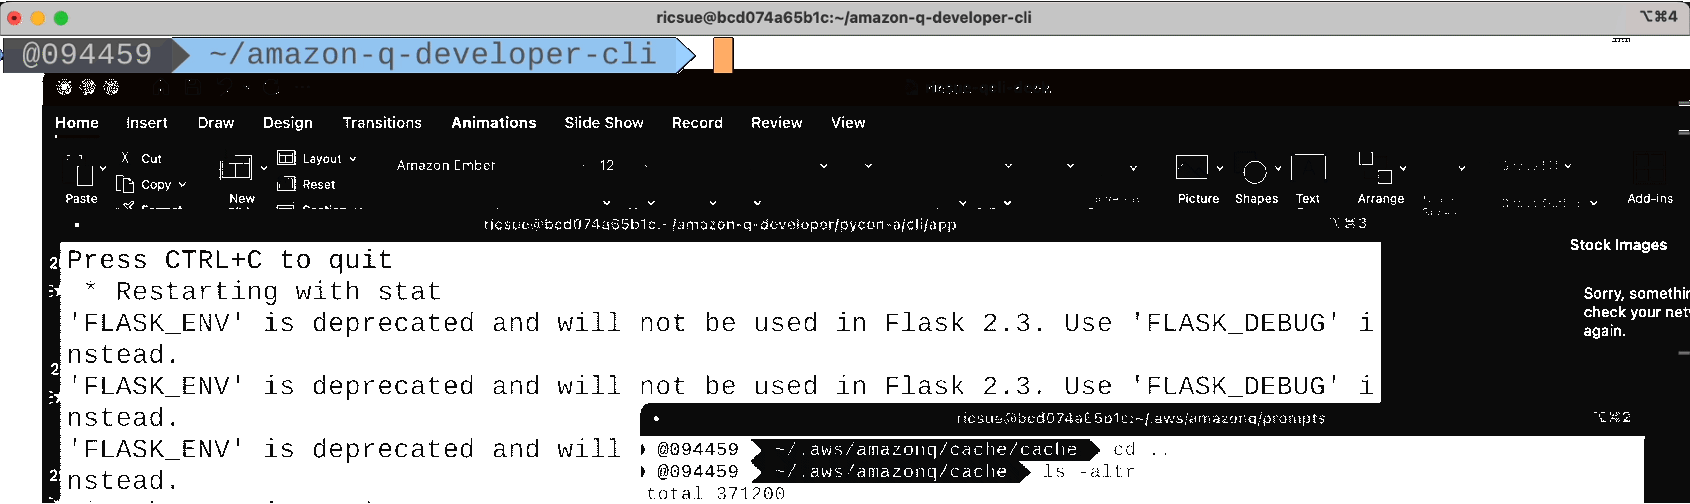 ricsue@bcd074a65b1c:~/amazon-q-developer-cli ⌥⌘4
@094459 ~/amazon-q-developer-cli
Home Insert Draw Design Transitions Animations Slide Show Record Review View
Cut
Layout
Amazon Ember 12
Copy
Reset
Paste
New
Picture Shapes Text Arrange Add-ins
ricsue@bcd074a65b1c:~/amazon-q-developer/pycon-a/cli/app ⌥⌘3
Stock Images
Press CTRL+C to quit
* Restarting with stat
Sorry, somethin
check your net
again.
'FLASK_ENV' is deprecated and will not be used in Flask 2.3. Use 'FLASK_DEBUG' i
nstead.
'FLASK_ENV' is deprecated and will not be used in Flask 2.3. Use 'FLASK_DEBUG' i
nstead.
'FLASK_ENV' is deprecated and will
nstead.
ricsue@bcd074a65b1c:~/.aws/amazonq/prompts ⌥⌘2
@094459 ~/.aws/amazonq/cache/cache cd ..
@094459 ~/.aws/amazonq/cache ls -altr
total 371200